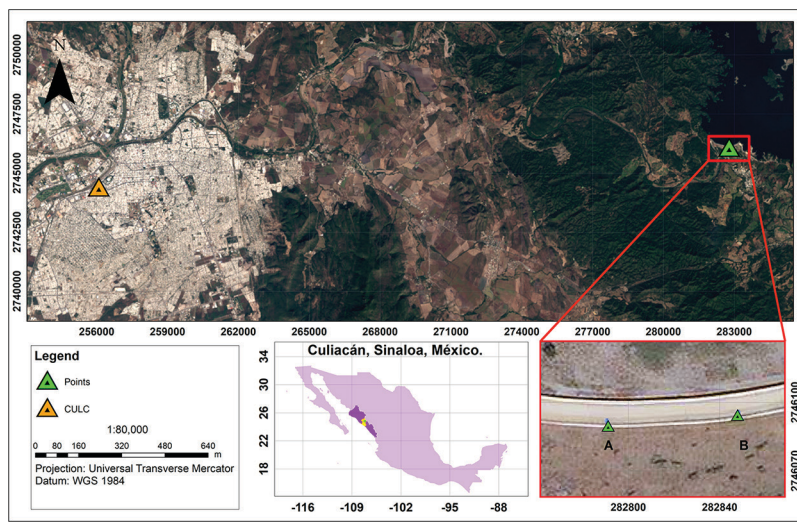 N
2750000
2747500
2745000
2742500
2740000
256000 259000 262000 265000 268000 271000 274000 277000 280000 283000
Legend
Points
CULC
1:80,000
0 80 160 320 480 640 m
Projection: Universal Transverse Mercator
Datum: WGS 1984
Culiacán, Sinaloa, México.
34
30
26
22
18
-116 -109 -102 -95 -88
A B
2746100
2746070
282800 282840